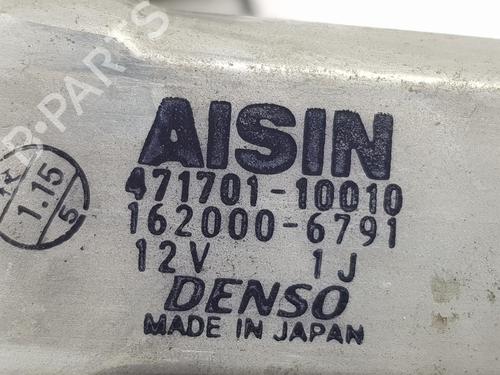 AISIN
471701-10010
162000-6791
12V 1J
DENSO
MADE IN JAPAN
1.15
5